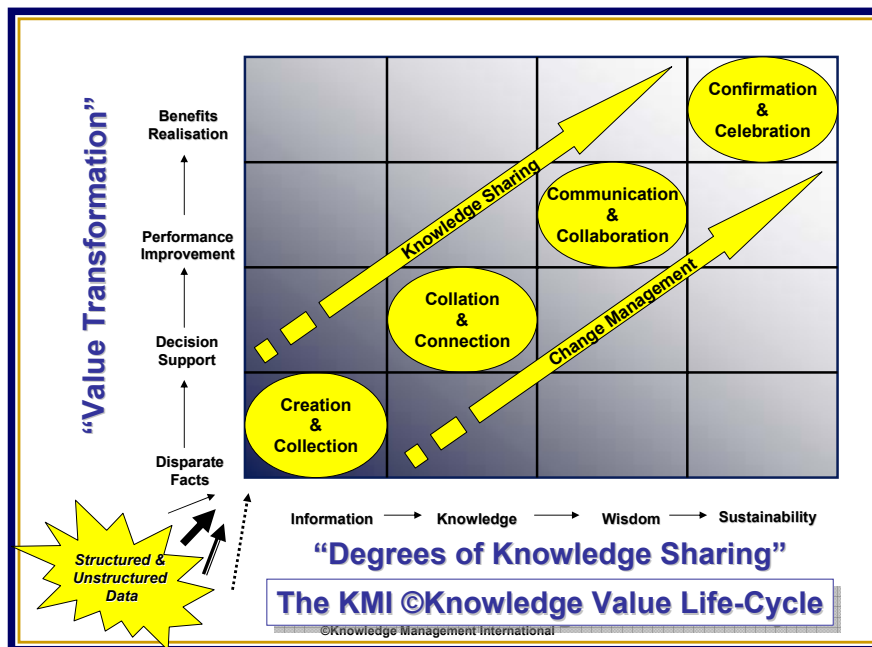 “Value Transformation”
Benefits
Realisation
Performance
Improvement
Decision
Support
Disparate
Facts
Confirmation
&
Celebration
Communication
&
Collaboration
Collation
&
Connection
Creation
&
Collection
Knowledge Sharing
Change Management
Structured &
Unstructured
Data
Information
Knowledge
Wisdom
Sustainability
“Degrees of Knowledge Sharing”
The KMI ©Knowledge Value Life-Cycle
©Knowledge Management International